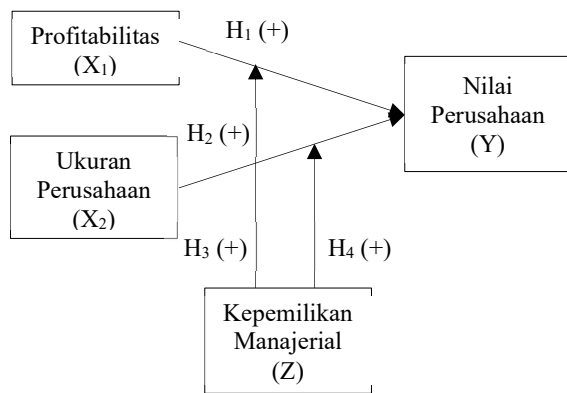 Profitabilitas
(X₁)
H₁ (+)
Nilai
Perusahaan
(Y)
H₂ (+)
Ukuran
Perusahaan
(X₂)
H₃ (+)
H₄ (+)
Kepemilikan
Manajerial
(Z)